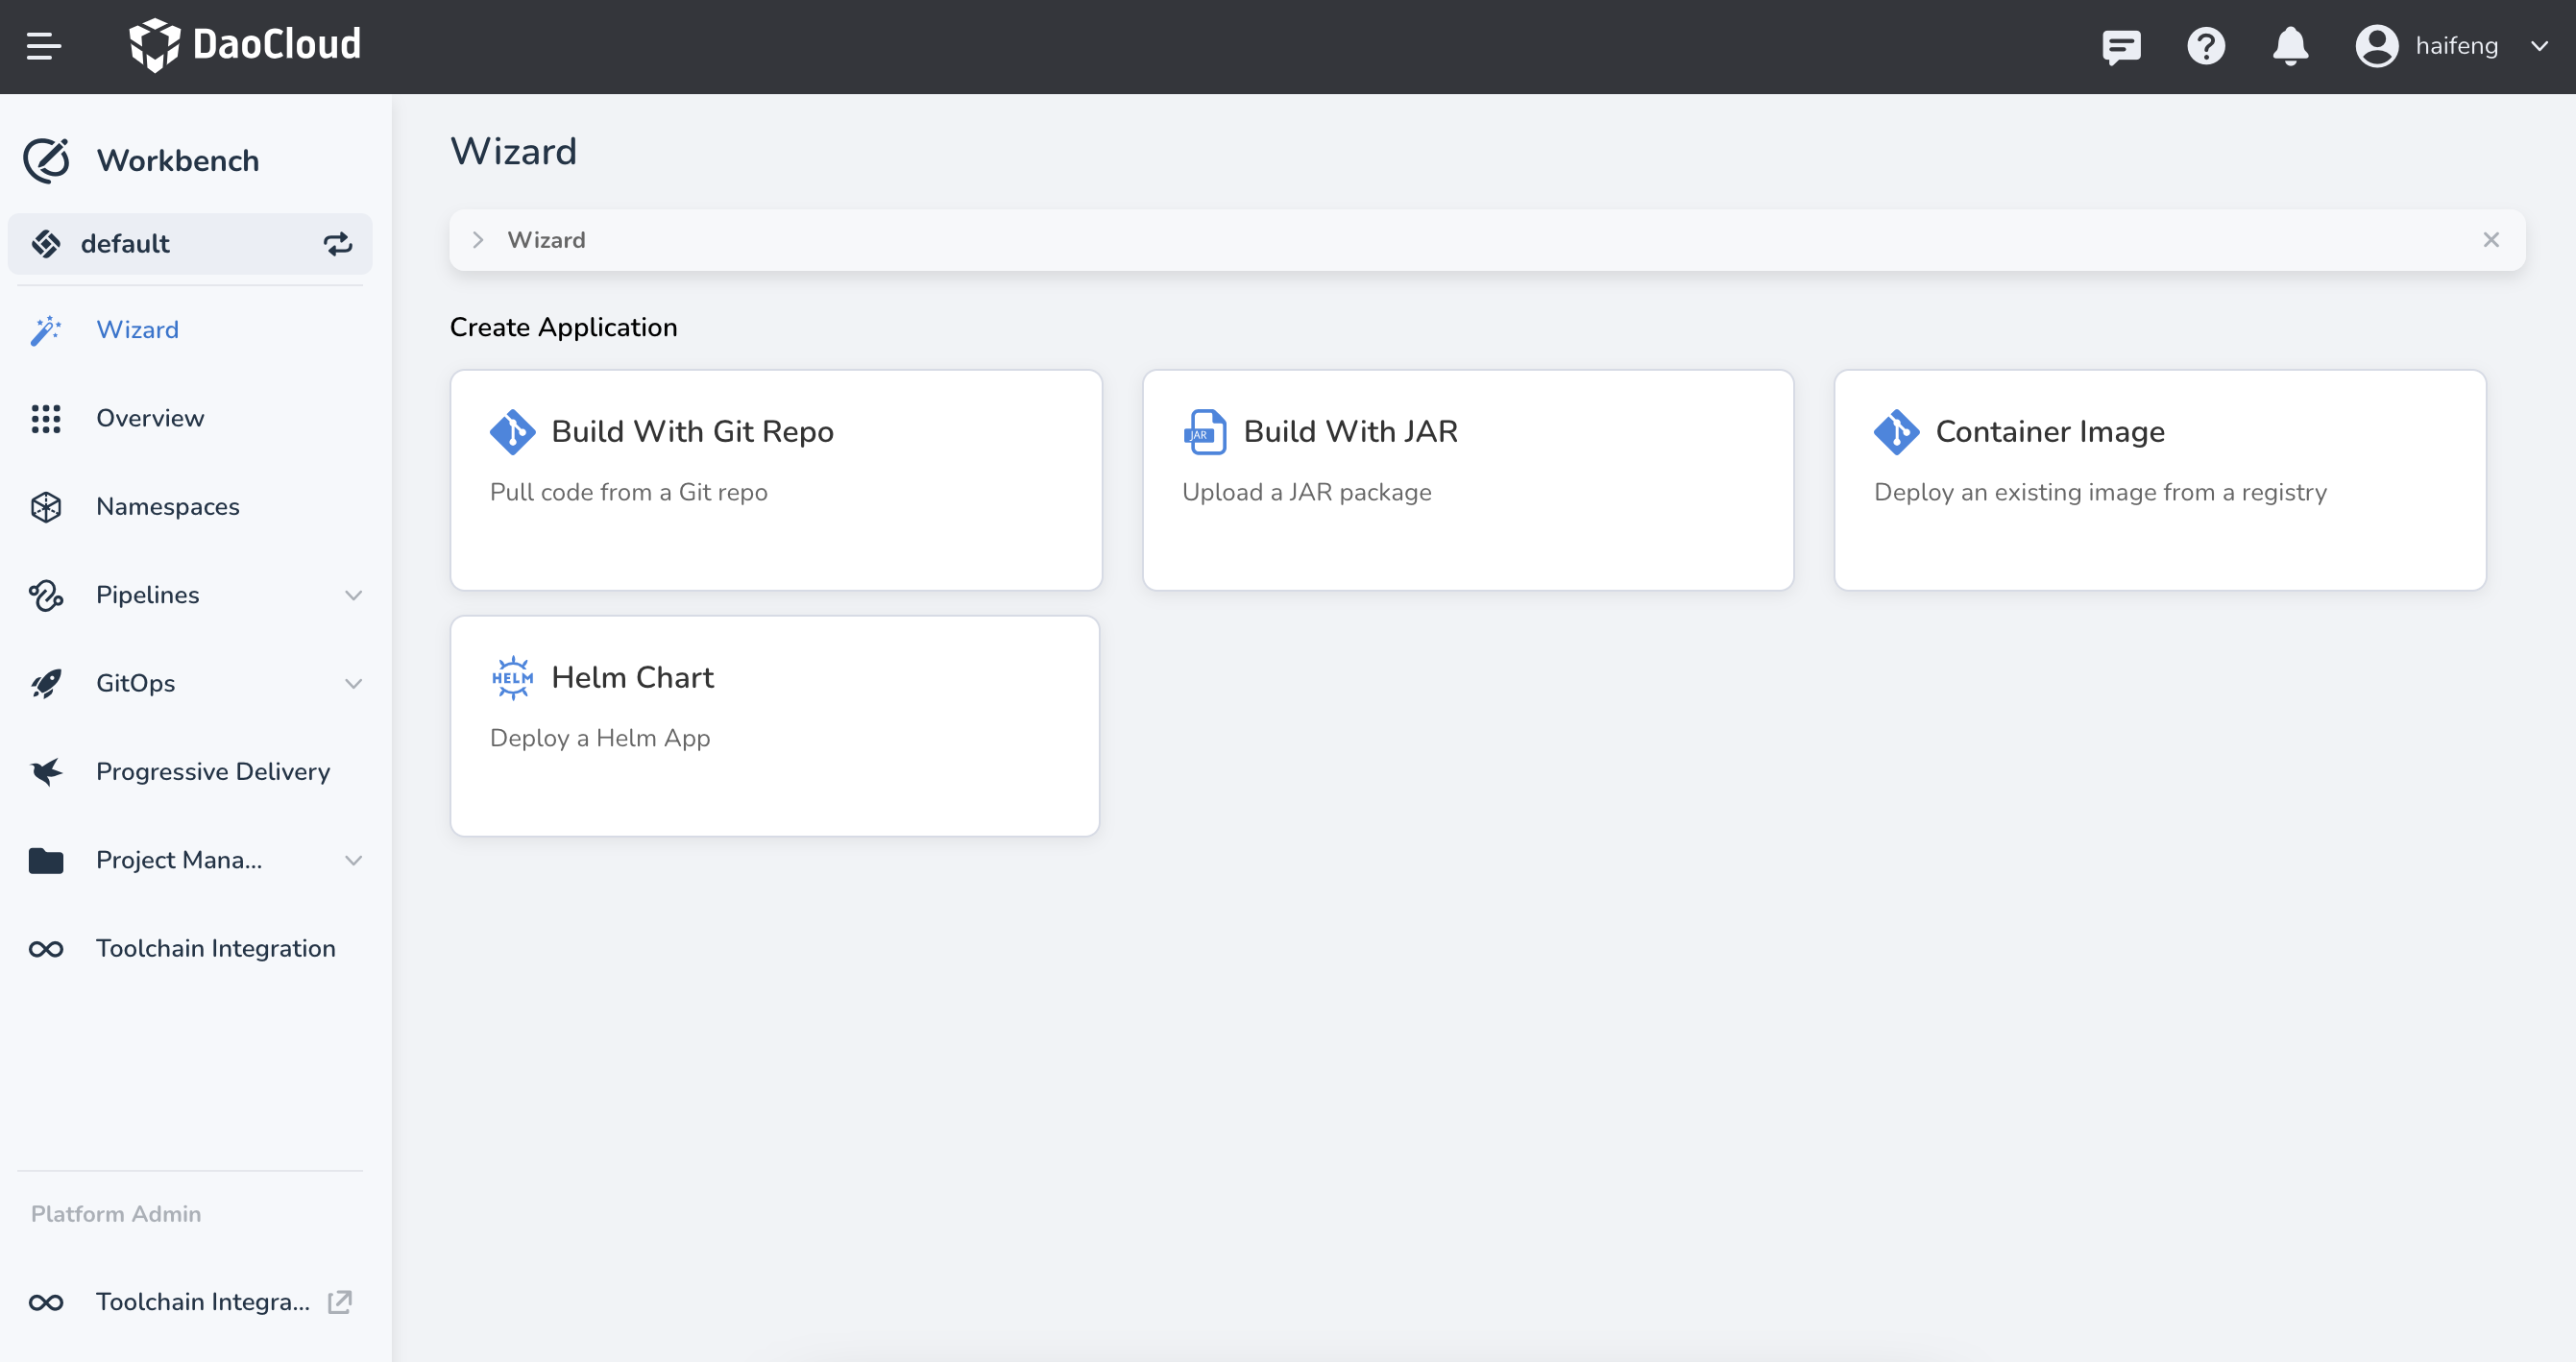 DaoCloud
haifeng
Workbench
default
Wizard
Overview
Namespaces
Pipelines
GitOps
Progressive Delivery
Project Mana...
Toolchain Integration
Platform Admin
Toolchain Integra...
Wizard
Wizard
Create Application
Build With Git Repo
Pull code from a Git repo
JAR
Build With JAR
Upload a JAR package
Container Image
Deploy an existing image from a registry
HELM
Helm Chart
Deploy a Helm App